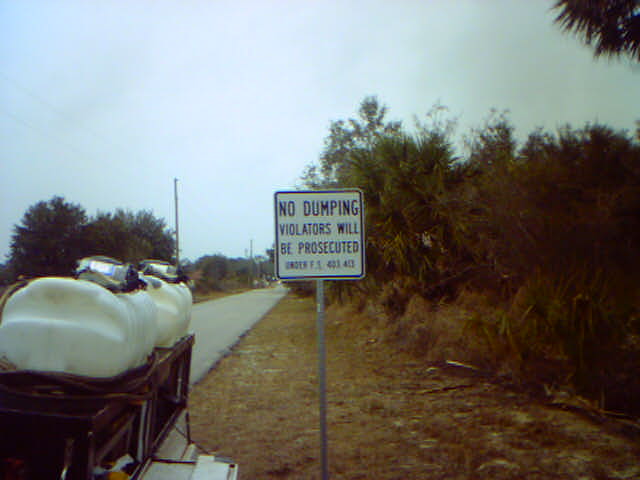 NO DUMPING
VIOLATORS WILL
BE PROSECUTED
UNDER F.S. 403.413